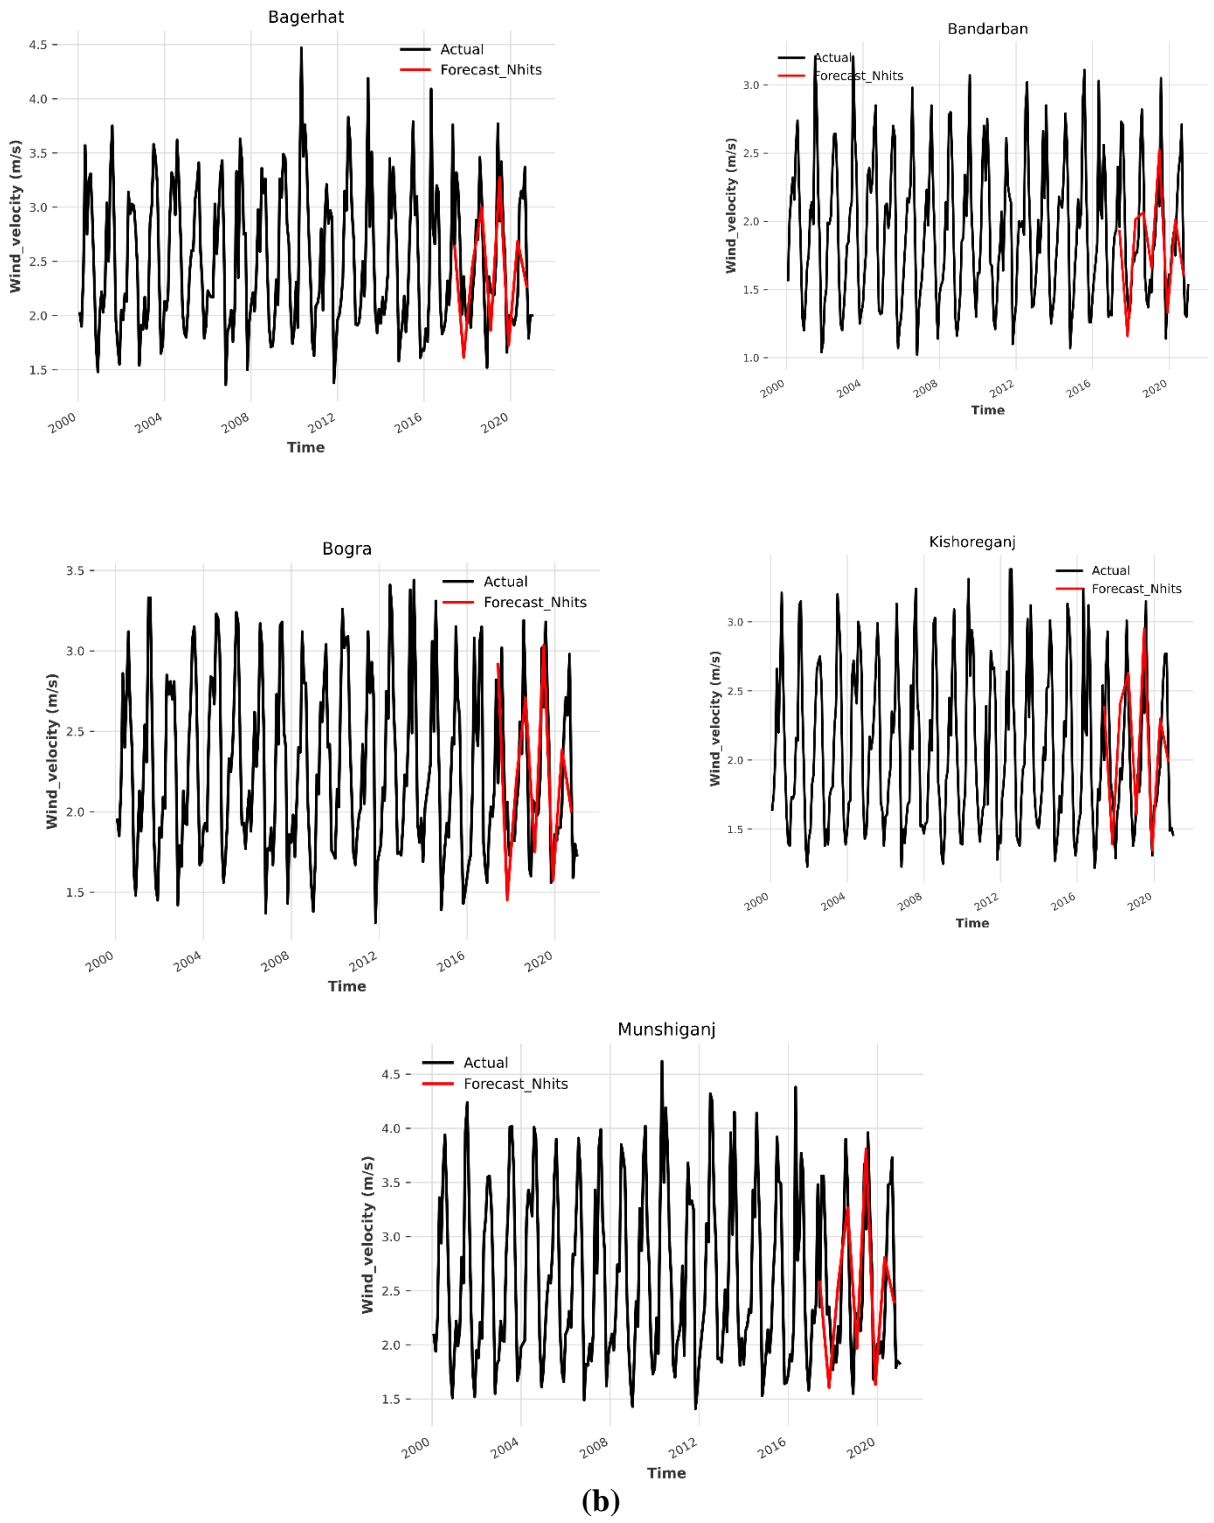 Bagerhat
Actual
Forecast_Nhits
Wind_velocity (m/s)
4.5
4.0
3.5
3.0
2.5
2.0
1.5
2000
2004
2008
2012
2016
2020
Time
Bandarban
Actual
Forecast_Nhits
Wind_velocity (m/s)
3.0
2.5
2.0
1.5
1.0
2000
2004
2008
2012
2016
2020
Time
Bogra
Actual
Forecast_Nhits
Wind_velocity (m/s)
3.5
3.0
2.5
2.0
1.5
2000
2004
2008
2012
2016
2020
Time
Kishoreganj
Actual
Forecast_Nhits
Wind_velocity (m/s)
3.0
2.5
2.0
1.5
2000
2004
2008
2012
2016
2020
Time
Munshiganj
Actual
Forecast_Nhits
Wind_velocity (m/s)
4.5
4.0
3.5
3.0
2.5
2.0
1.5
2000
2004
2008
2012
2016
2020
Time
(b)